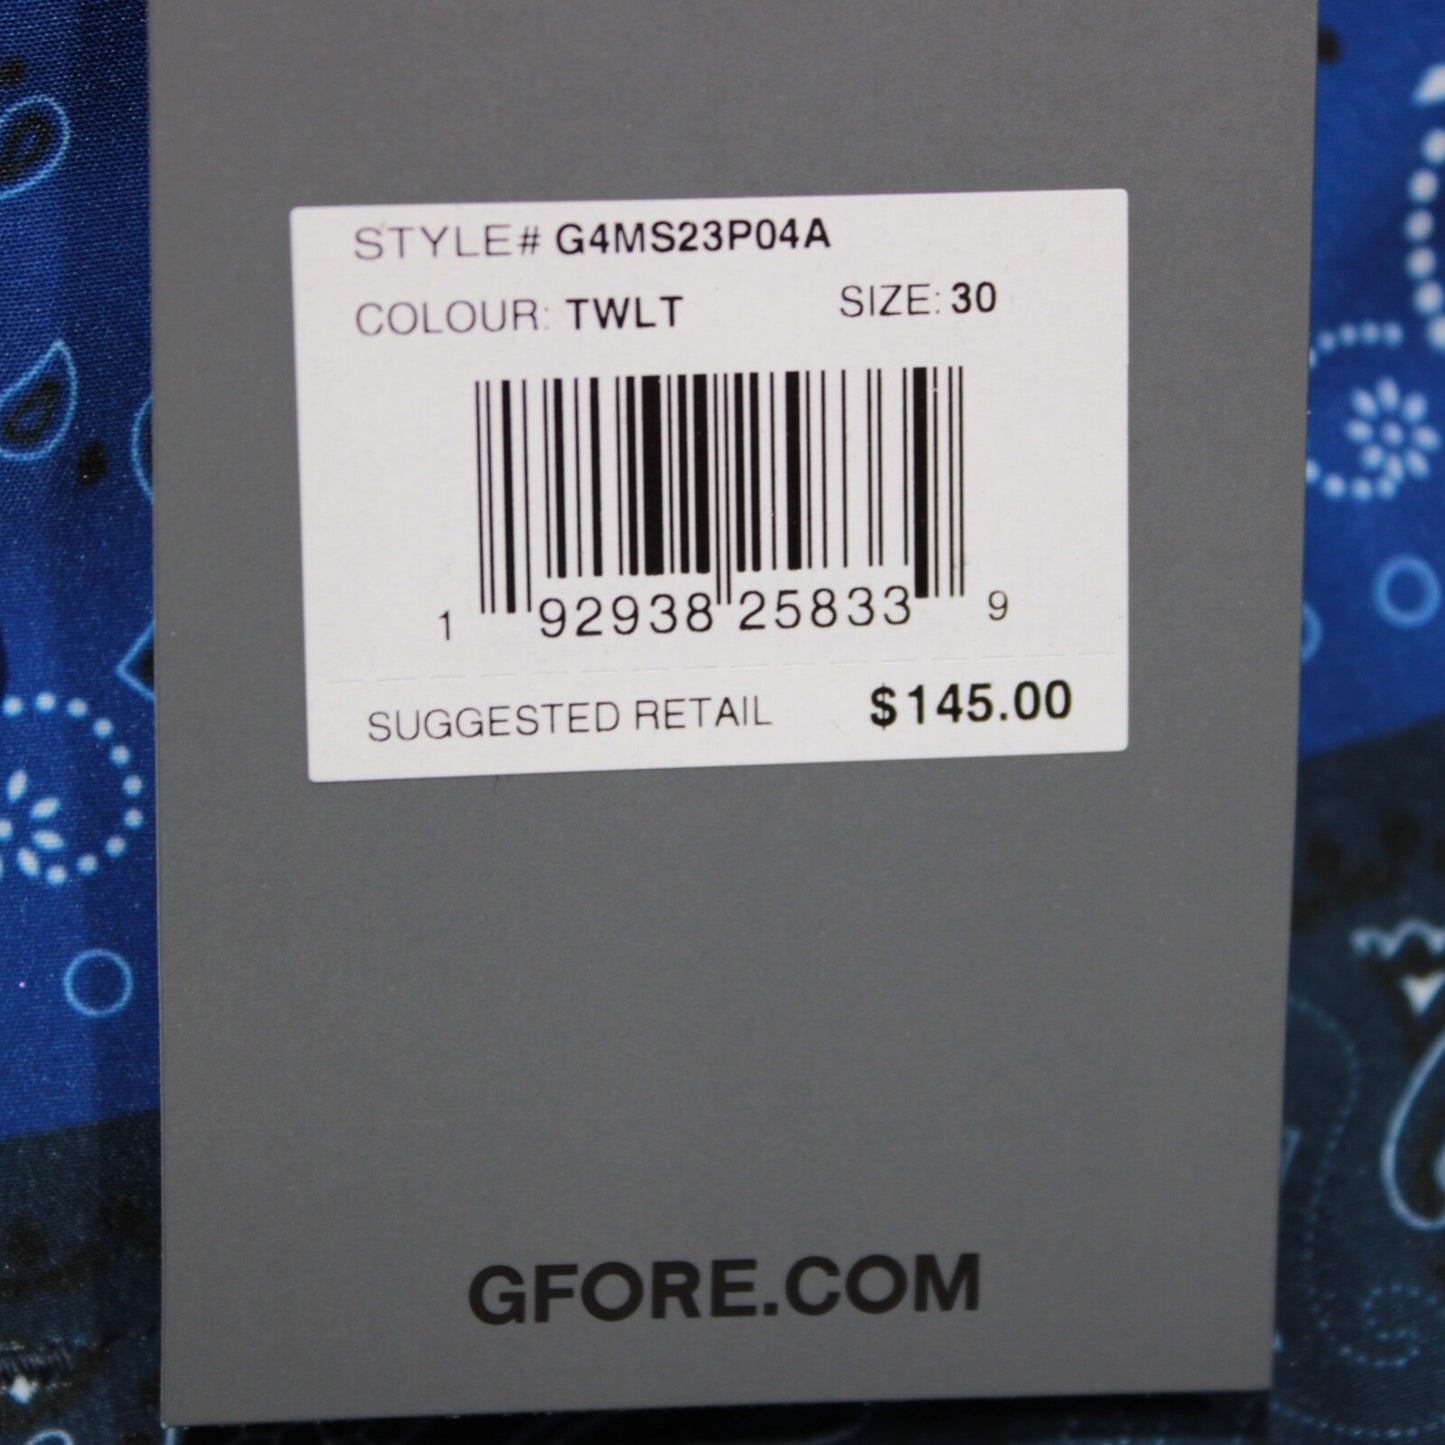 STYLE# G4MS23P04A
COLOUR: TWLT SIZE: 30
1 92938 25833 9
SUGGESTED RETAIL $145.00
GFORE.COM